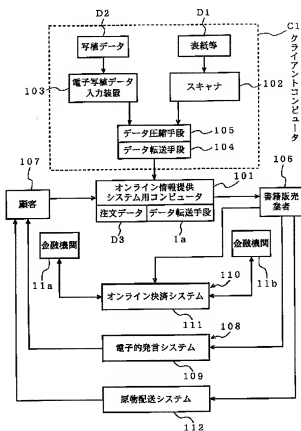 D2
D1
C1
クライアントコンピュータ
写植データ
表紙等
103
電子写植データ
入力装置
スキャナ
102
データ圧縮手段
105
データ転送手段
104
107
101
106
顧客
オンライン情報提供
システム用コンピュータ
書籍販売
業者
注文データ
データ転送手段
D3
1a
金融機関
金融機関
11a
11b
110
オンライン決済システム
111
108
電子的発言システム
109
原物配送システム
112